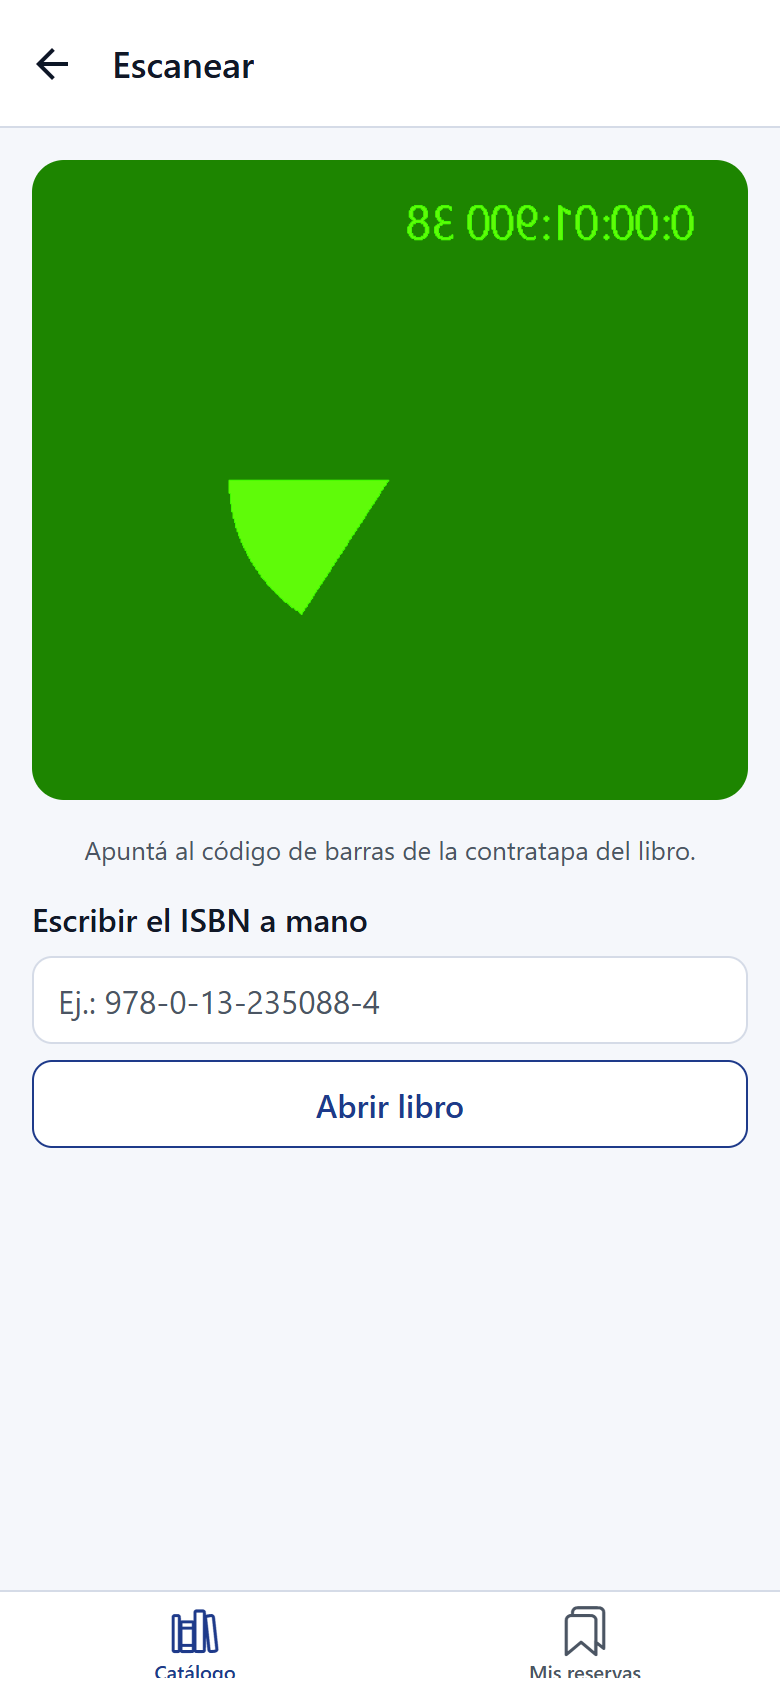 Escanear
0:00:01:900 38
Apuntá al código de barras de la contratapa del libro.
Escribir el ISBN a mano
Ej.: 978-0-13-235088-4
Abrir libro
Catálogo
Mis reservas